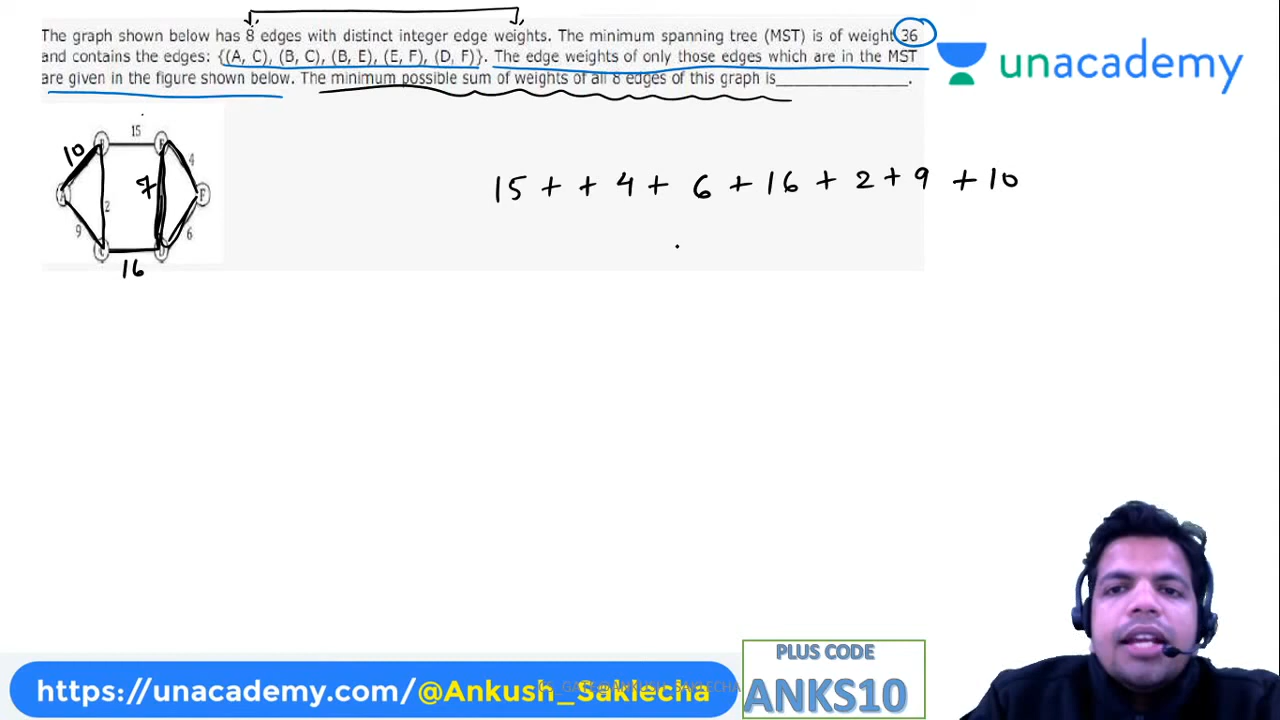 The graph shown below has 8 edges with distinct integer edge weights. The minimum spanning tree (MST) is of weight 36
and contains the edges: {(A, C), (B, C), (B, E), (E, F), (D, F)}. The edge weights of only those edges which are in the MST
are given in the figure shown below. The minimum possible sum of weights of all 8 edges of this graph is________________.
unacademy
15
10
4
7
F
2
9
6
16
15 + + 4 + 6 + 16 + 2 + 9 + 10
PLUS CODE
ANKS10
https://unacademy.com/@Ankush_Saklecha